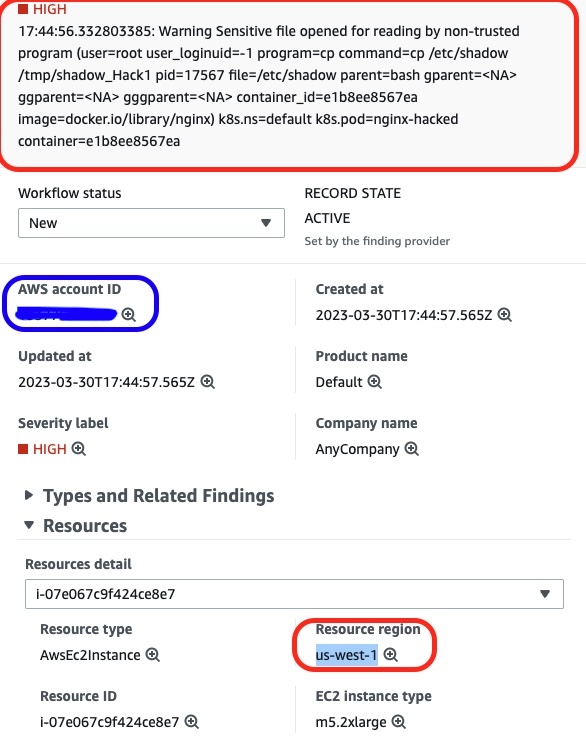 HIGH
17:44:56.332803385: Warning Sensitive file opened for reading by non-trusted
program (user=root user_loginuid=-1 program=cp command=cp /etc/shadow
/tmp/shadow_Hack1 pid=17567 file=/etc/shadow parent=bash gparent=<NA>
ggparent=<NA> gggparent=<NA> container_id=e1b8ee8567ea
image=docker.io/library/nginx) k8s.ns=default k8s.pod=nginx-hacked
container=e1b8ee8567ea
Workflow status
New
RECORD STATE
ACTIVE
Set by the finding provider
AWS account ID
Created at
2023-03-30T17:44:57.565Z
Updated at
2023-03-30T17:44:57.565Z
Product name
Default
Severity label
HIGH
Company name
AnyCompany
Types and Related Findings
Resources
Resources detail
i-07e067c9f424ce8e7
Resource type
AwsEc2Instance
Resource region
us-west-1
Resource ID
i-07e067c9f424ce8e7
EC2 instance type
m5.2xlarge